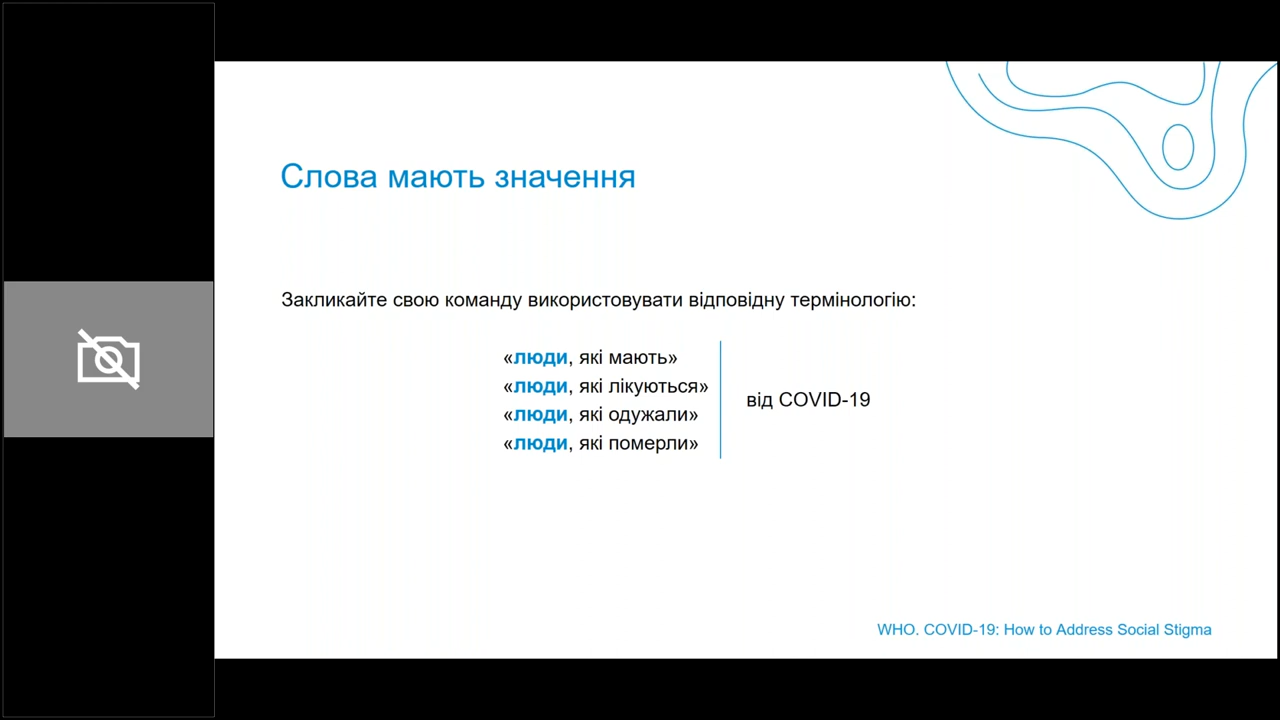 Слова мають значення
Закликайте свою команду використовувати відповідну термінологію:
«люди, які мають»
«люди, які лікуються»
«люди, які одужали»
«люди, які померли»
від COVID-19
WHO. COVID-19: How to Address Social Stigma